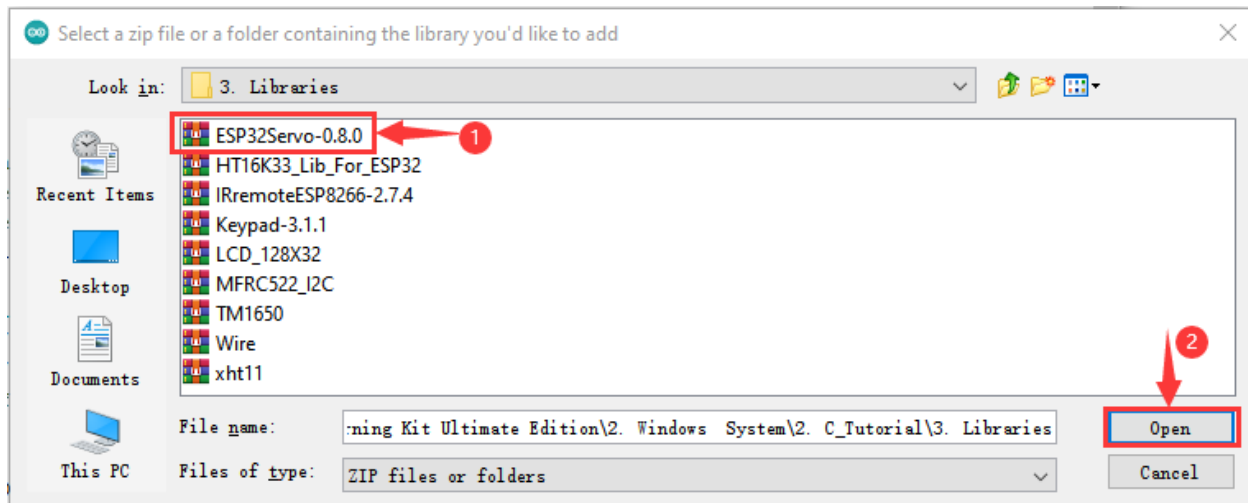 Select a zip file or a folder containing the library you'd like to add
Look in:
3. Libraries
ESP32Servo-0.8.0
1
HT16K33_Lib_For_ESP32
IRremoteESP8266-2.7.4
Keypad-3.1.1
LCD_128X32
MFRC522_I2C
TM1650
Wire
xht11
Recent Items
Desktop
Documents
This PC
2
File name:
:ning Kit Ultimate Edition\2. Windows  System\2. C_Tutorial\3. Libraries
Open
Files of type:
ZIP files or folders
Cancel